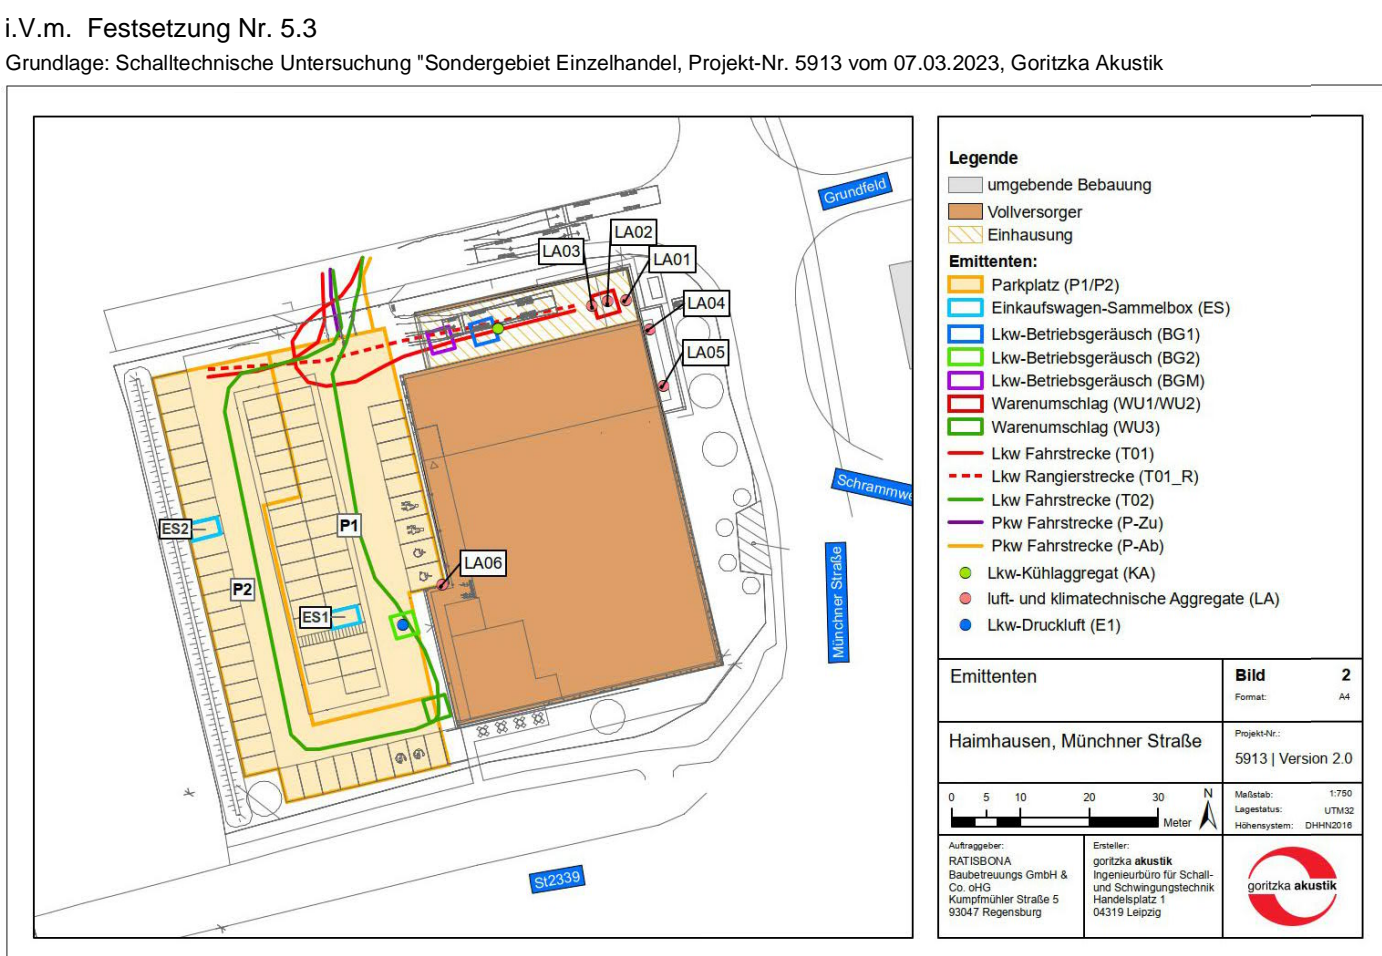 i.V.m. Festsetzung Nr. 5.3
Grundlage: Schalltechnische Untersuchung "Sondergebiet Einzelhandel, Projekt-Nr. 5913 vom 07.03.2023, Goritzka Akustik
Grundfeld
LA02
LA03
LA01
LA04
LA05
Schrammwe
ES2
P1
LA06
P2
ES1
Münchner Straße
St2339
Legende
umgebende Bebauung
Vollversorger
Einhausung
Emittenten:
Parkplatz (P1/P2)
Einkaufswagen-Sammelbox (ES)
Lkw-Betriebsgeräusch (BG1)
Lkw-Betriebsgeräusch (BG2)
Lkw-Betriebsgeräusch (BGM)
Warenumschlag (WU1/WU2)
Warenumschlag (WU3)
Lkw Fahrstrecke (T01)
Lkw Rangierstrecke (T01_R)
Lkw Fahrstrecke (T02)
Pkw Fahrstrecke (P-Zu)
Pkw Fahrstrecke (P-Ab)
Lkw-Kühlaggregat (KA)
luft- und klimatechnische Aggregate (LA)
Lkw-Druckluft (E1)
Emittenten
Bild 2
Format: A4
Haimhausen, Münchner Straße
Projekt-Nr.:
5913 | Version 2.0
0 5 10 20 30 N
Meter
Maßstab: 1:750
Lagestatus: UTM32
Höhensystem: DHHN2016
Auftraggeber:
RATISBONA
Baubetreuungs GmbH &
Co. oHG
Kumpfmühler Straße 5
93047 Regensburg
Ersteller:
goritzka akustik
Ingenieurbüro für Schall-
und Schwingungstechnik
Handelsplatz 1
04319 Leipzig
goritzka akustik